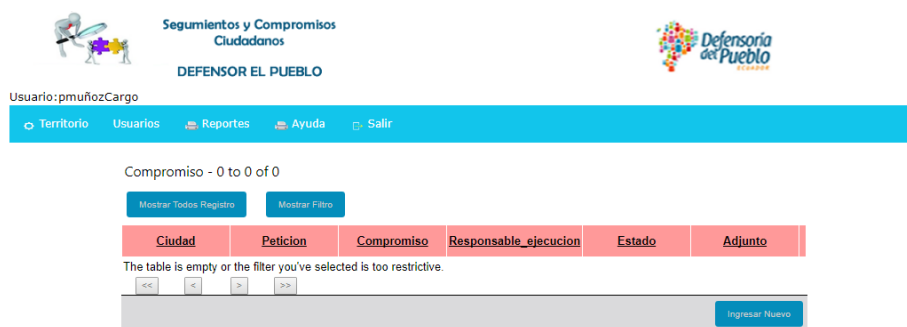 Segumientos y Compromisos
Ciudadanos
DEFENSOR EL PUEBLO
Defensoría
del Pueblo
ECUADOR
Usuario:pmuñozCargo
Territorio Usuarios Reportes Ayuda Salir
Compromiso - 0 to 0 of 0
Mostrar Todos Registro Mostrar Filtro
Ciudad Peticion Compromiso Responsable_ejecucion Estado Adjunto
The table is empty or the filter you've selected is too restrictive.
<< < > >>
Ingresar Nuevo